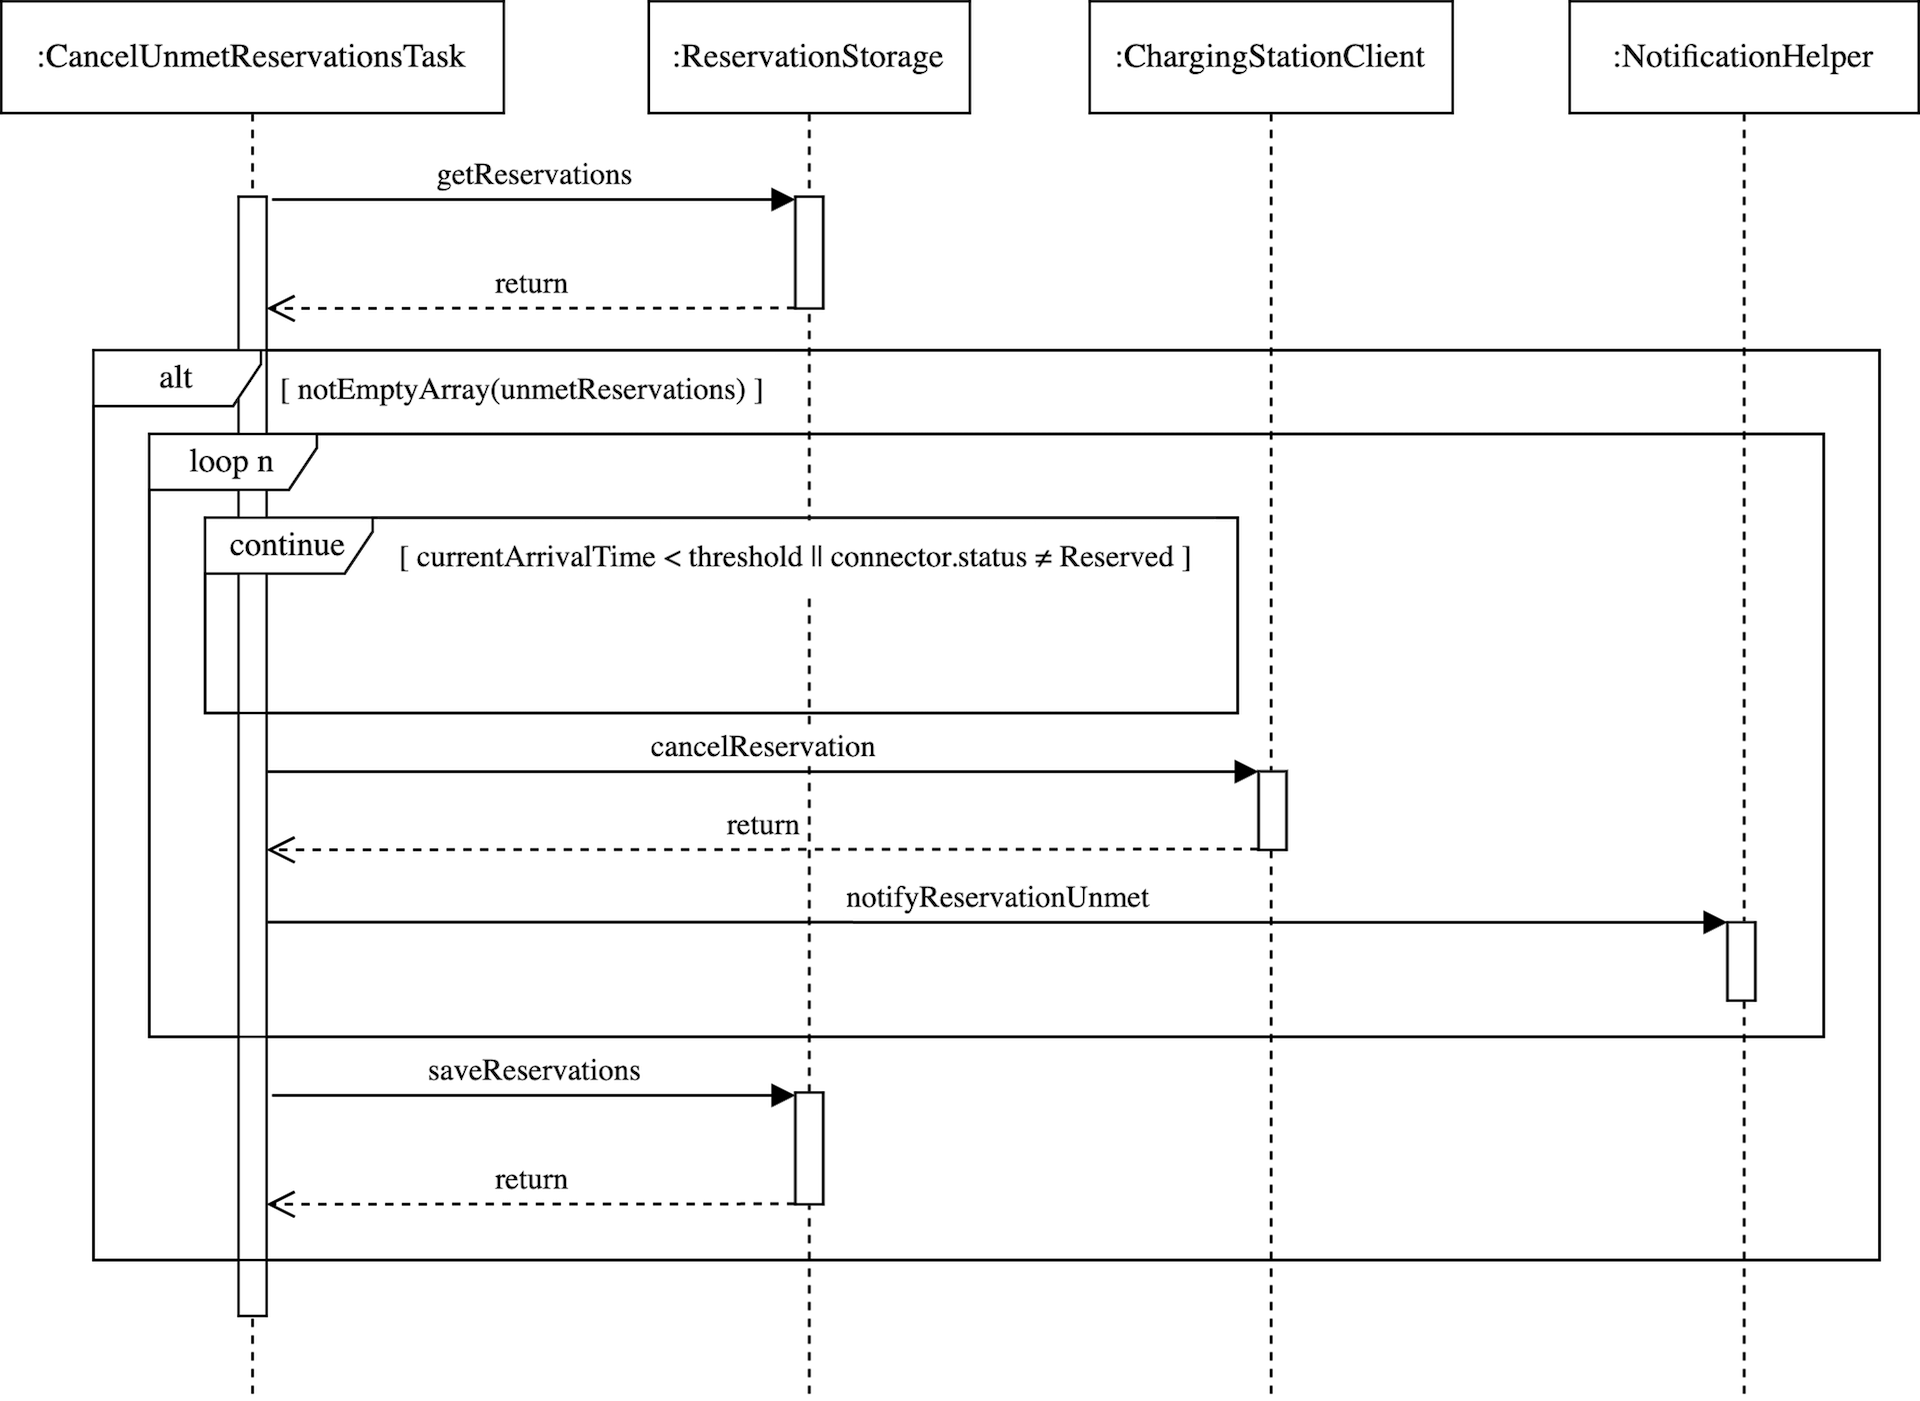 :CancelUnmetReservationsTask
:ReservationStorage
:ChargingStationClient
:NotificationHelper
getReservations
return
alt
[ notEmptyArray(unmetReservations) ]
loop n
continue
[ currentArrivalTime < threshold || connector.status ≠ Reserved ]
cancelReservation
return
notifyReservationUnmet
saveReservations
return